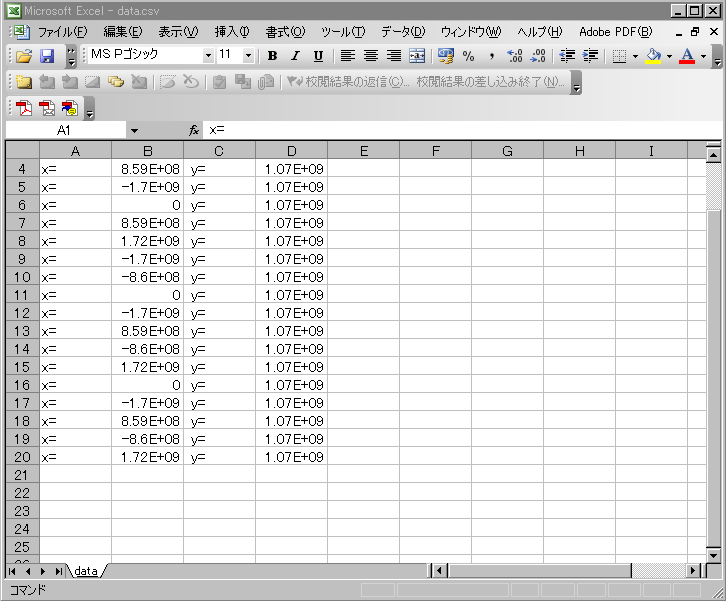 Microsoft Excel - data.csv
ファイル(F) 編集(E) 表示(V) 挿入(I) 書式(O) ツール(T) データ(D) ウィンドウ(W) ヘルプ(H) Adobe PDF(B)
MS Pゴシック 11 B I U % ,
校閲結果の返信(C)... 校閲結果の差し込み終了(N)...
A1 fx x=
A B C D E F G H I
4 x= 8.59E+08 y= 1.07E+09
5 x= -1.7E+09 y= 1.07E+09
6 x= 0 y= 1.07E+09
7 x= 8.59E+08 y= 1.07E+09
8 x= 1.72E+09 y= 1.07E+09
9 x= -1.7E+09 y= 1.07E+09
10 x= -8.6E+08 y= 1.07E+09
11 x= 0 y= 1.07E+09
12 x= -1.7E+09 y= 1.07E+09
13 x= 8.59E+08 y= 1.07E+09
14 x= -8.6E+08 y= 1.07E+09
15 x= 1.72E+09 y= 1.07E+09
16 x= 0 y= 1.07E+09
17 x= -1.7E+09 y= 1.07E+09
18 x= 8.59E+08 y= 1.07E+09
19 x= -8.6E+08 y= 1.07E+09
20 x= 1.72E+09 y= 1.07E+09
21
22
23
24
25
data
コマンド